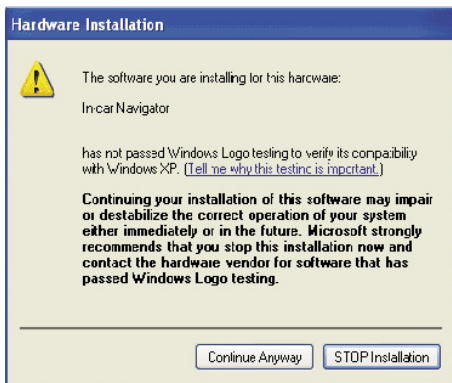 Hardware Installation
The software you are installing for this hardware:
In-car Navigator
has not passed Windows Logo testing to verify its compatibility
with Windows XP. (Tell me why this testing is important.)
Continuing your installation of this software may impair
or destabilize the correct operation of your system
either immediately or in the future. Microsoft strongly
recommends that you stop this installation now and
contact the hardware vendor for software that has
passed Windows Logo testing.
Continue Anyway STOP Installation